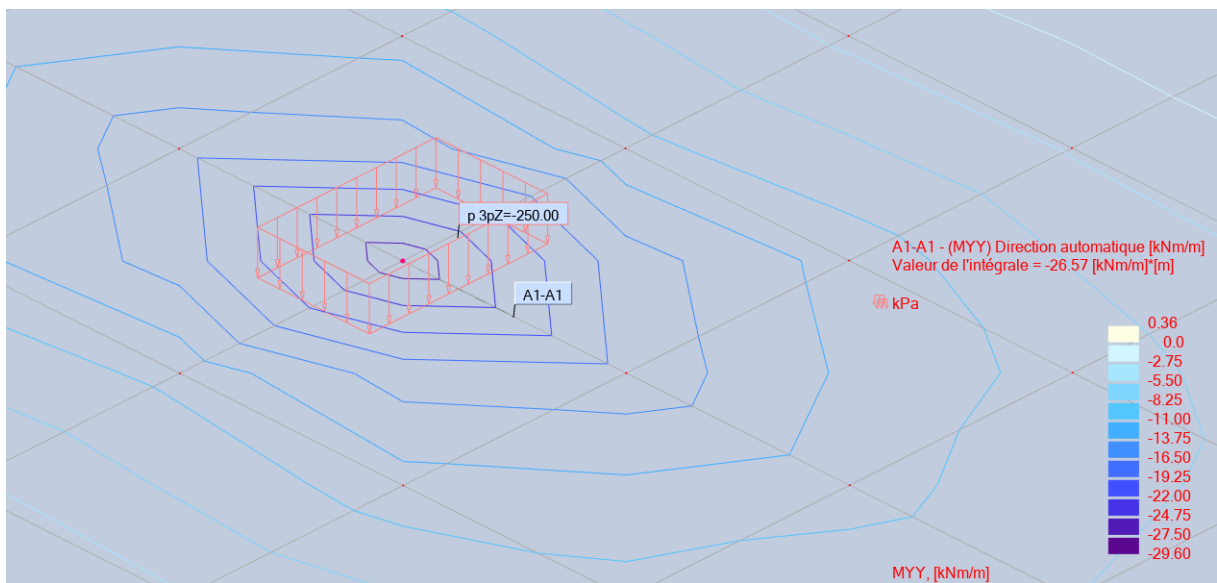 p 3pZ=-250.00
A1-A1
A1-A1 - (MYY) Direction automatique [kNm/m]
Valeur de l'intégrale = -26.57 [kNm/m]*[m]
kPa
0.36
0.0
-2.75
-5.50
-8.25
-11.00
-13.75
-16.50
-19.25
-22.00
-24.75
-27.50
-29.60
MYY, [kNm/m]